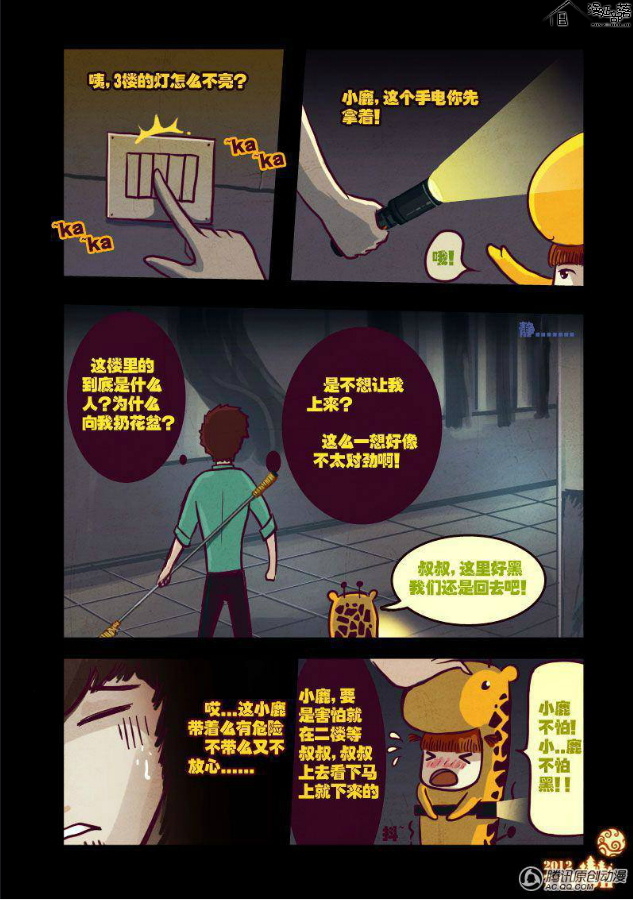 漫画部落
咦，3楼的灯怎么不亮？
~ka
~ka
~ka
~ka
小鹿，这个手电你先
拿着！
哦！
静.......
这楼里的
到底是什么
人？为什么
向我扔花盆？
是不想让我
上来？
这么一想好像
不太对劲啊！
叔叔，这里好黑
我们还是回去吧！
哎...这小鹿
带着么有危险
不带么又不
放心......
小鹿，要
是害怕就
在二楼等
叔叔，叔叔
上去看下马
上就下来的
小鹿
不怕！
小..鹿
不怕
黑！！
抖~
2012
腾讯原创动漫
AC.QQ.COM